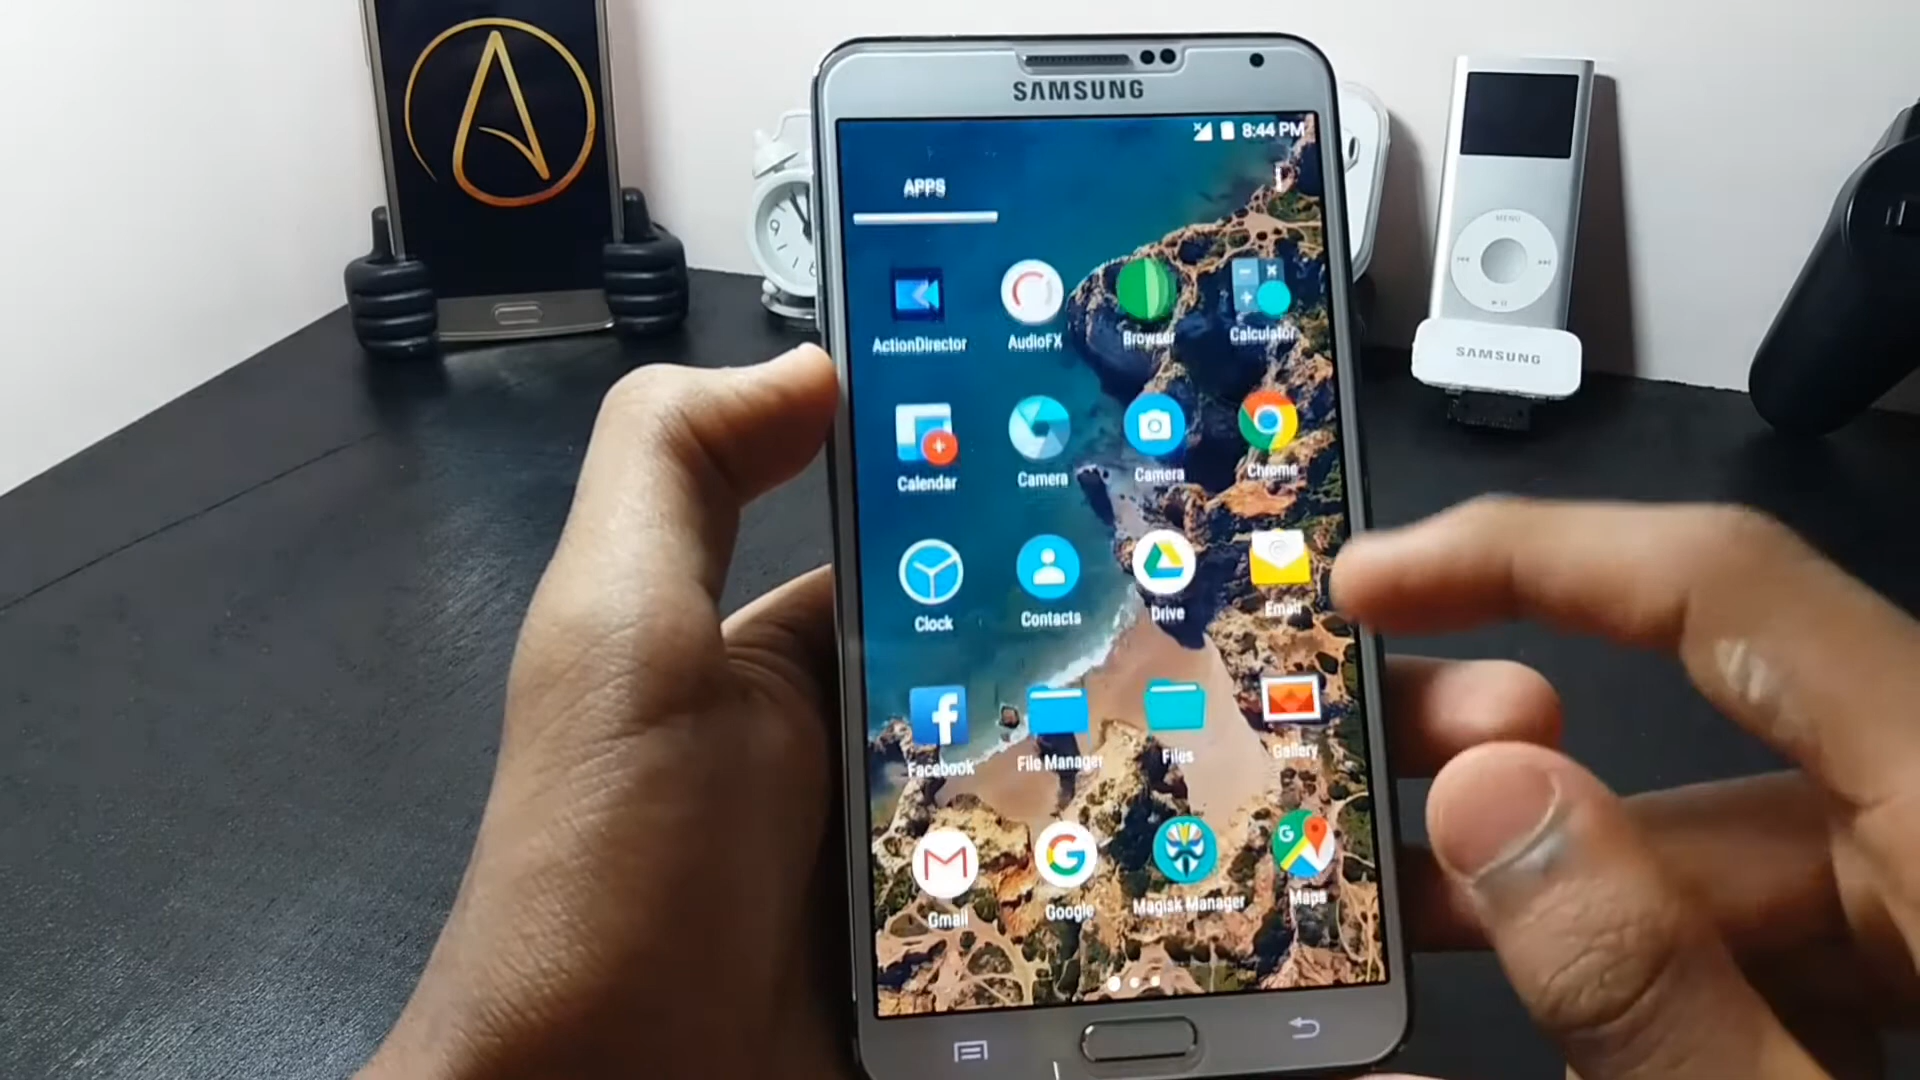 SAMSUNG
8:44 PM
APPS
ActionDirector AudioFX Browser Calculator
Calendar Camera Camera Chrome
Clock Contacts Drive Email
Facebook File Manager Files Gallery
Gmail Google Magisk Manager Maps
MENU
SAMSUNG